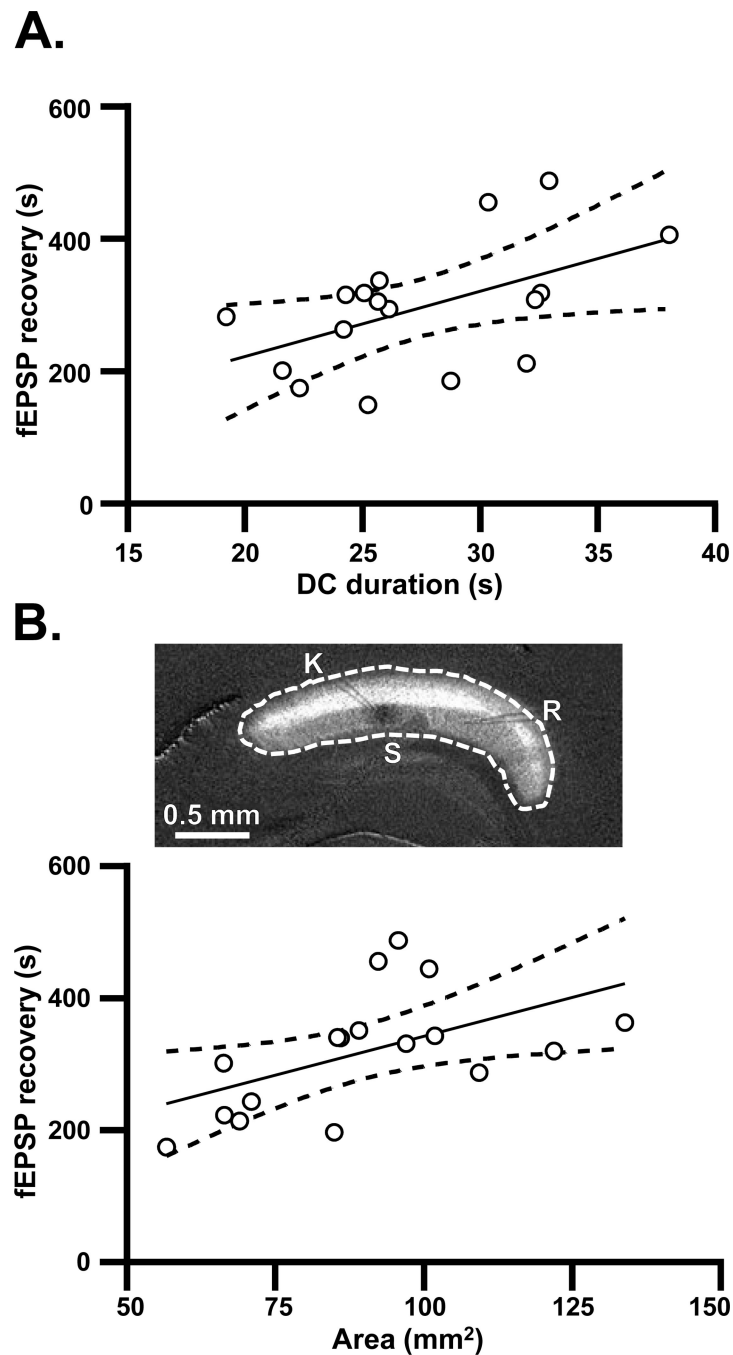 A.
600
400
200
0
fEPSP recovery (s)
15 20 25 30 35 40
DC duration (s)
B.
K
R
S
0.5 mm
600
400
200
0
fEPSP recovery (s)
50 75 100 125 150
Area (mm²)